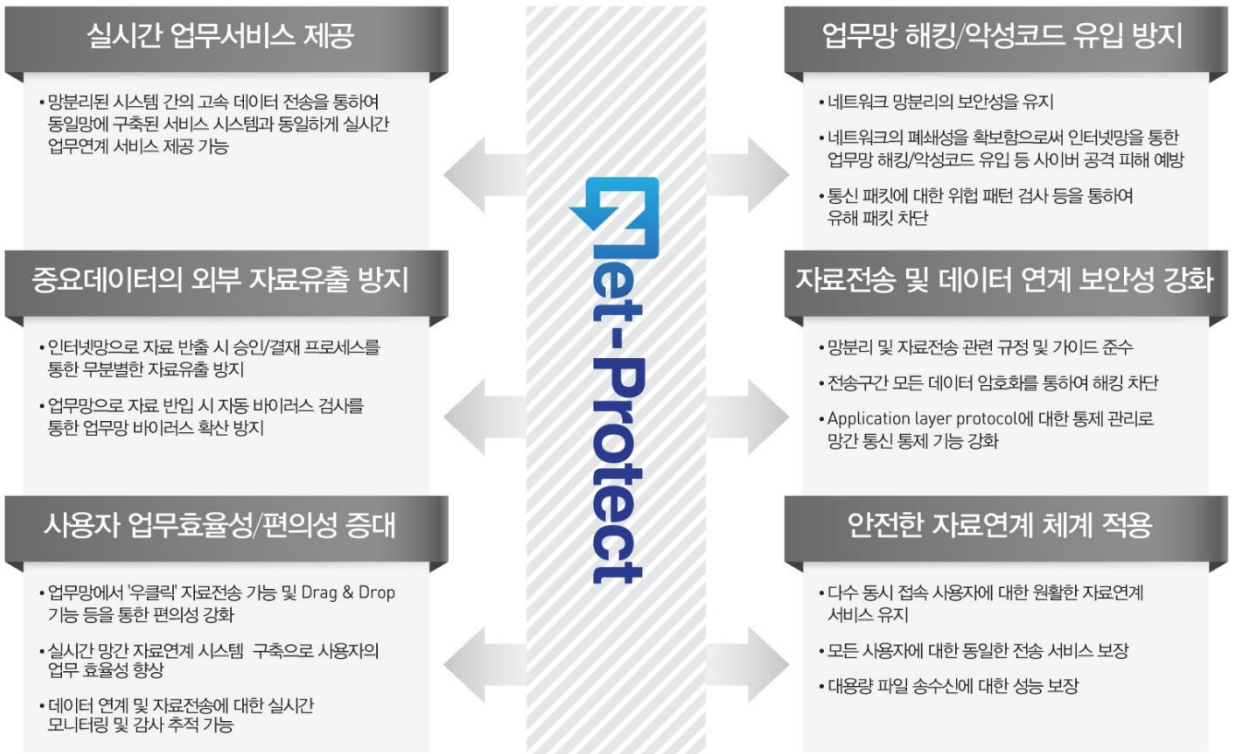 실시간 업무서비스 제공
• 망분리된 시스템 간의 고속 데이터 전송을 통하여
동일망에 구축된 서비스 시스템과 동일하게 실시간
업무연계 서비스 제공 가능
중요데이터의 외부 자료유출 방지
• 인터넷망으로 자료 반출 시 승인/결재 프로세스를
통한 무분별한 자료유출 방지
• 업무망으로 자료 반입 시 자동 바이러스 검사를
통한 업무망 바이러스 확산 방지
사용자 업무효율성/편의성 증대
• 업무망에서 '우클릭' 자료전송 가능 및 Drag & Drop
기능 등을 통한 편의성 강화
• 실시간 망간 자료연계 시스템 구축으로 사용자의
업무 효율성 향상
• 데이터 연계 및 자료전송에 대한 실시간
모니터링 및 감사 추적 가능
Net-Protect
업무망 해킹/악성코드 유입 방지
• 네트워크 망분리의 보안성을 유지
• 네트워크의 폐쇄성을 확보함으로써 인터넷망을 통한
업무망 해킹/악성코드 유입 등 사이버 공격 피해 예방
• 통신 패킷에 대한 위협 패턴 검사 등을 통하여
유해 패킷 차단
자료전송 및 데이터 연계 보안성 강화
• 망분리 및 자료전송 관련 규정 및 가이드 준수
• 전송구간 모든 데이터 암호화를 통하여 해킹 차단
• Application layer protocol에 대한 통제 관리로
망간 통신 통제 기능 강화
안전한 자료연계 체계 적용
• 다수 동시 접속 사용자에 대한 원활한 자료연계
서비스 유지
• 모든 사용자에 대한 동일한 전송 서비스 보장
• 대용량 파일 송수신에 대한 성능 보장